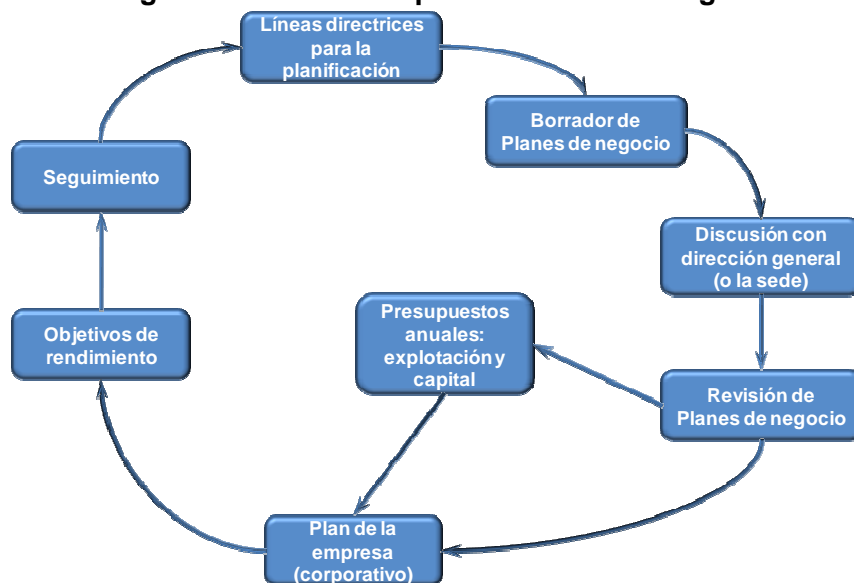 Líneas directrices
para la
planificación
Borrador de
Planes de negocio
Seguimiento
Discusión con
dirección general
(o la sede)
Presupuestos
anuales:
explotación y
capital
Objetivos de
rendimiento
Revisión de
Planes de negocio
Plan de la
empresa
(corporativo)